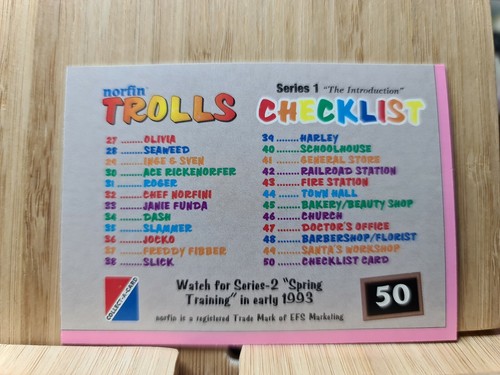 norfin®
TROLLS
Series 1 "The Introduction"
CHECKLIST
27 ........OLIVIA
28 ........SEAWEED
29 ........INGE & SVEN
30 ........ACE RICKENORFER
31 ........ROGER
32 ........CHEF NORFINI
33 ........JANIE FUNDA
34 ........DASH
35 ........SLAMMER
36 ........JOCKO
37 ........FREDDY FIBBER
38 ........SLICK
39 ........HARLEY
40 ........SCHOOLHOUSE
41 ........GENERAL STORE
42 ........RAILROAD STATION
43 ........FIRE STATION
44 ........TOWN HALL
45 ........BAKERY/BEAUTY SHOP
46 ........CHURCH
47 ........DOCTOR'S OFFICE
48 ........BARBERSHOP/FLORIST
49 ........SANTA'S WORKSHOP
50 ........CHECKLIST CARD
COLLECT-A-CARD
Watch for Series-2 "Spring
Training" in early 1993
50
norfin is a registered Trade Mark of EFS Marketing